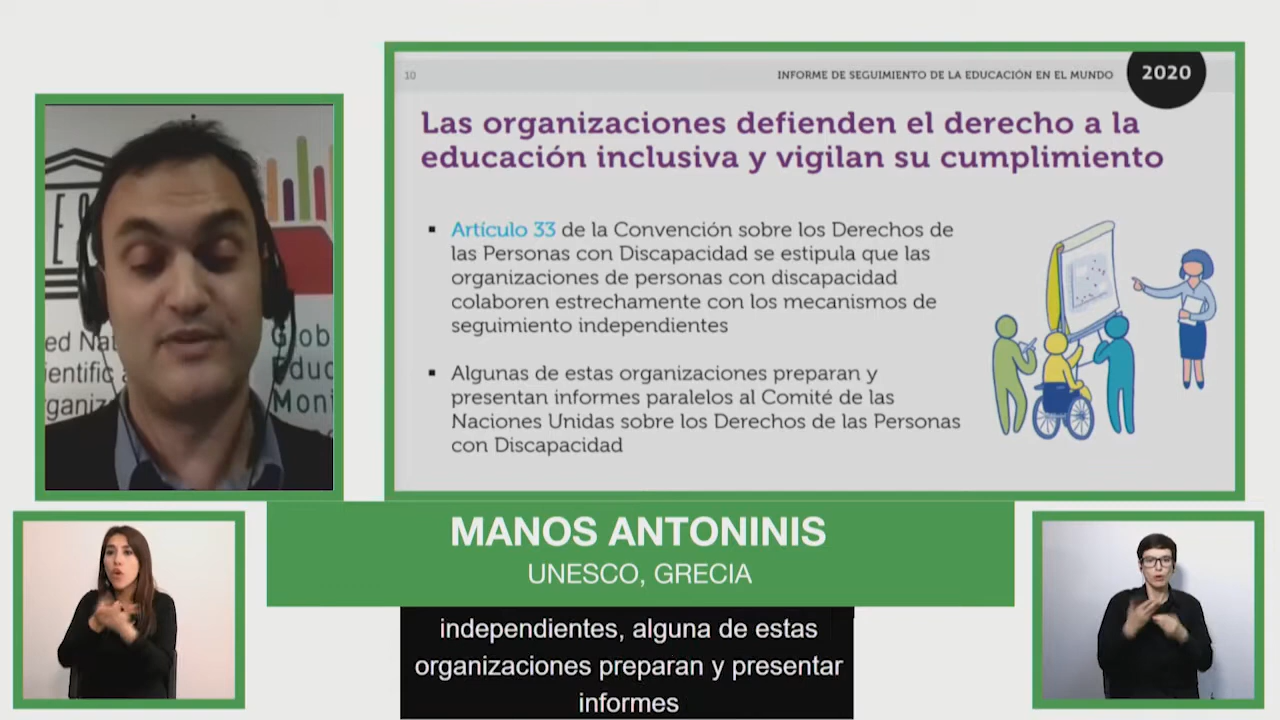 10
INFORME DE SEGUIMIENTO DE LA EDUCACIÓN EN EL MUNDO
2020
Las organizaciones defienden el derecho a la
educación inclusiva y vigilan su cumplimiento
▪ Artículo 33 de la Convención sobre los Derechos de
las Personas con Discapacidad se estipula que las
organizaciones de personas con discapacidad
colaboren estrechamente con los mecanismos de
seguimiento independientes
▪ Algunas de estas organizaciones preparan y
presentan informes paralelos al Comité de las
Naciones Unidas sobre los Derechos de las Personas
con Discapacidad
MANOS ANTONINIS
UNESCO, GRECIA
independientes, alguna de estas
organizaciones preparan y presentar
informes